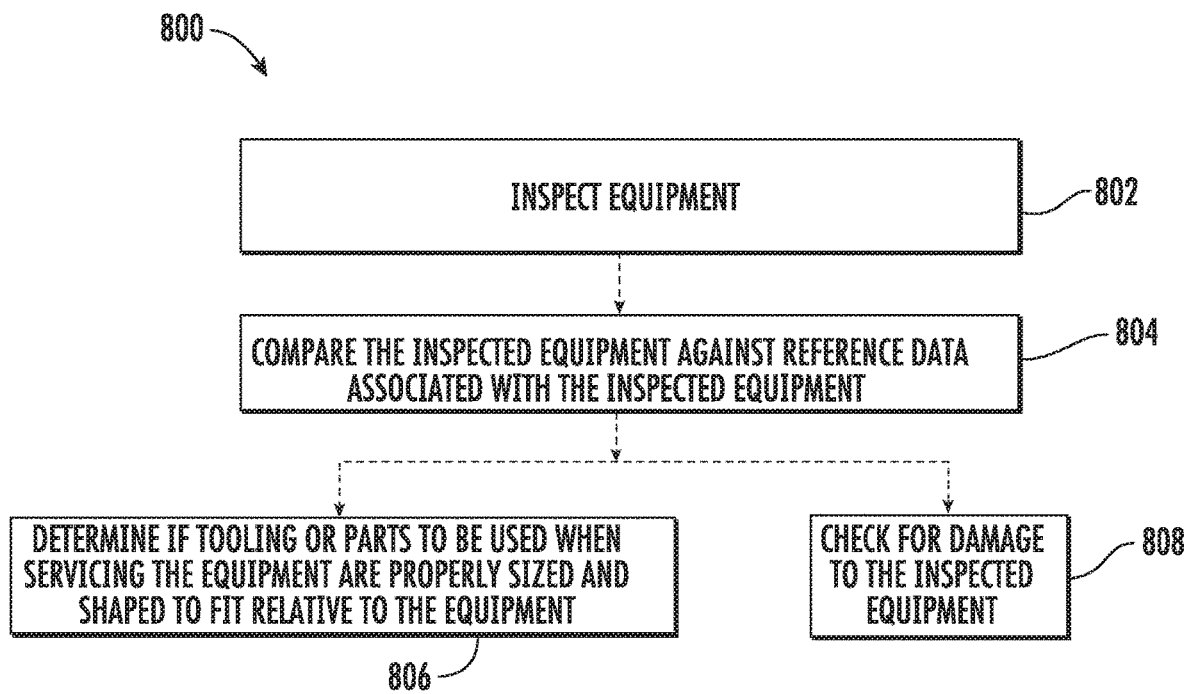 800
INSPECT EQUIPMENT
802
COMPARE THE INSPECTED EQUIPMENT AGAINST REFERENCE DATA
ASSOCIATED WITH THE INSPECTED EQUIPMENT
804
DETERMINE IF TOOLING OR PARTS TO BE USED WHEN
SERVICING THE EQUIPMENT ARE PROPERLY SIZED AND
SHAPED TO FIT RELATIVE TO THE EQUIPMENT
806
CHECK FOR DAMAGE
TO THE INSPECTED
EQUIPMENT
808